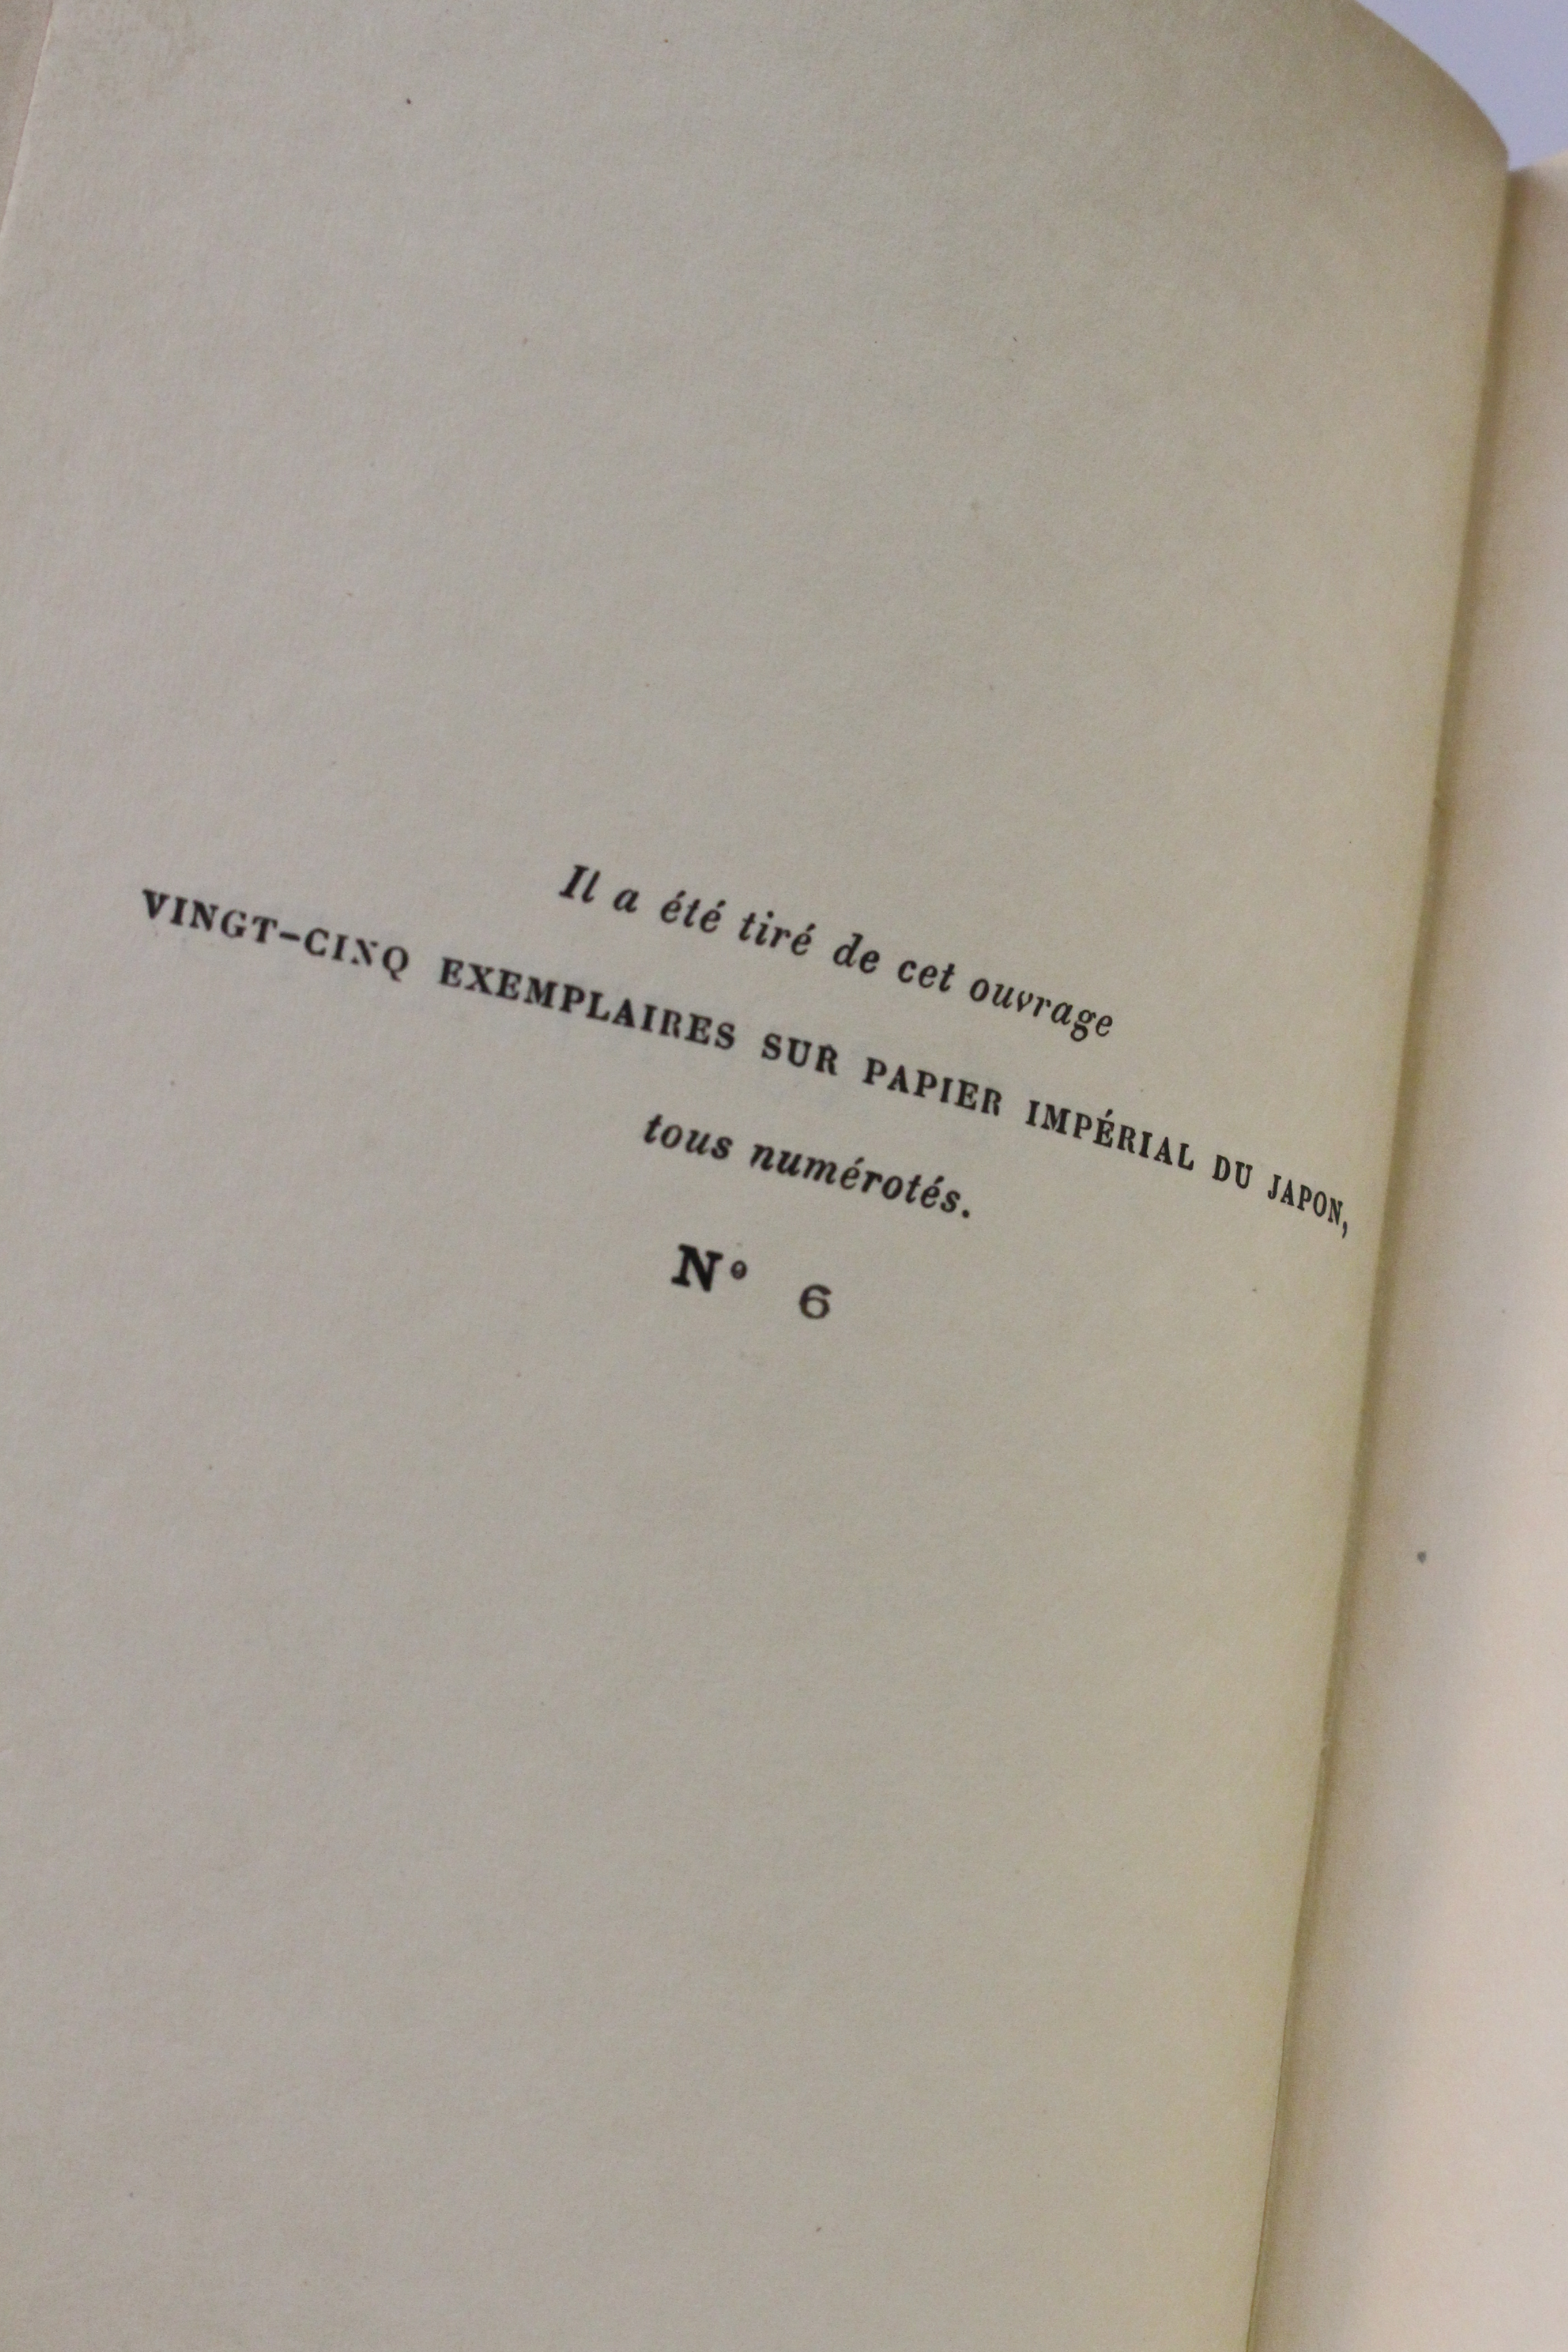 Il a été tiré de cet ouvrage
VINGT-CINQ EXEMPLAIRES SUR PAPIER IMPÉRIAL DU JAPON,
tous numérotés.
N° 6